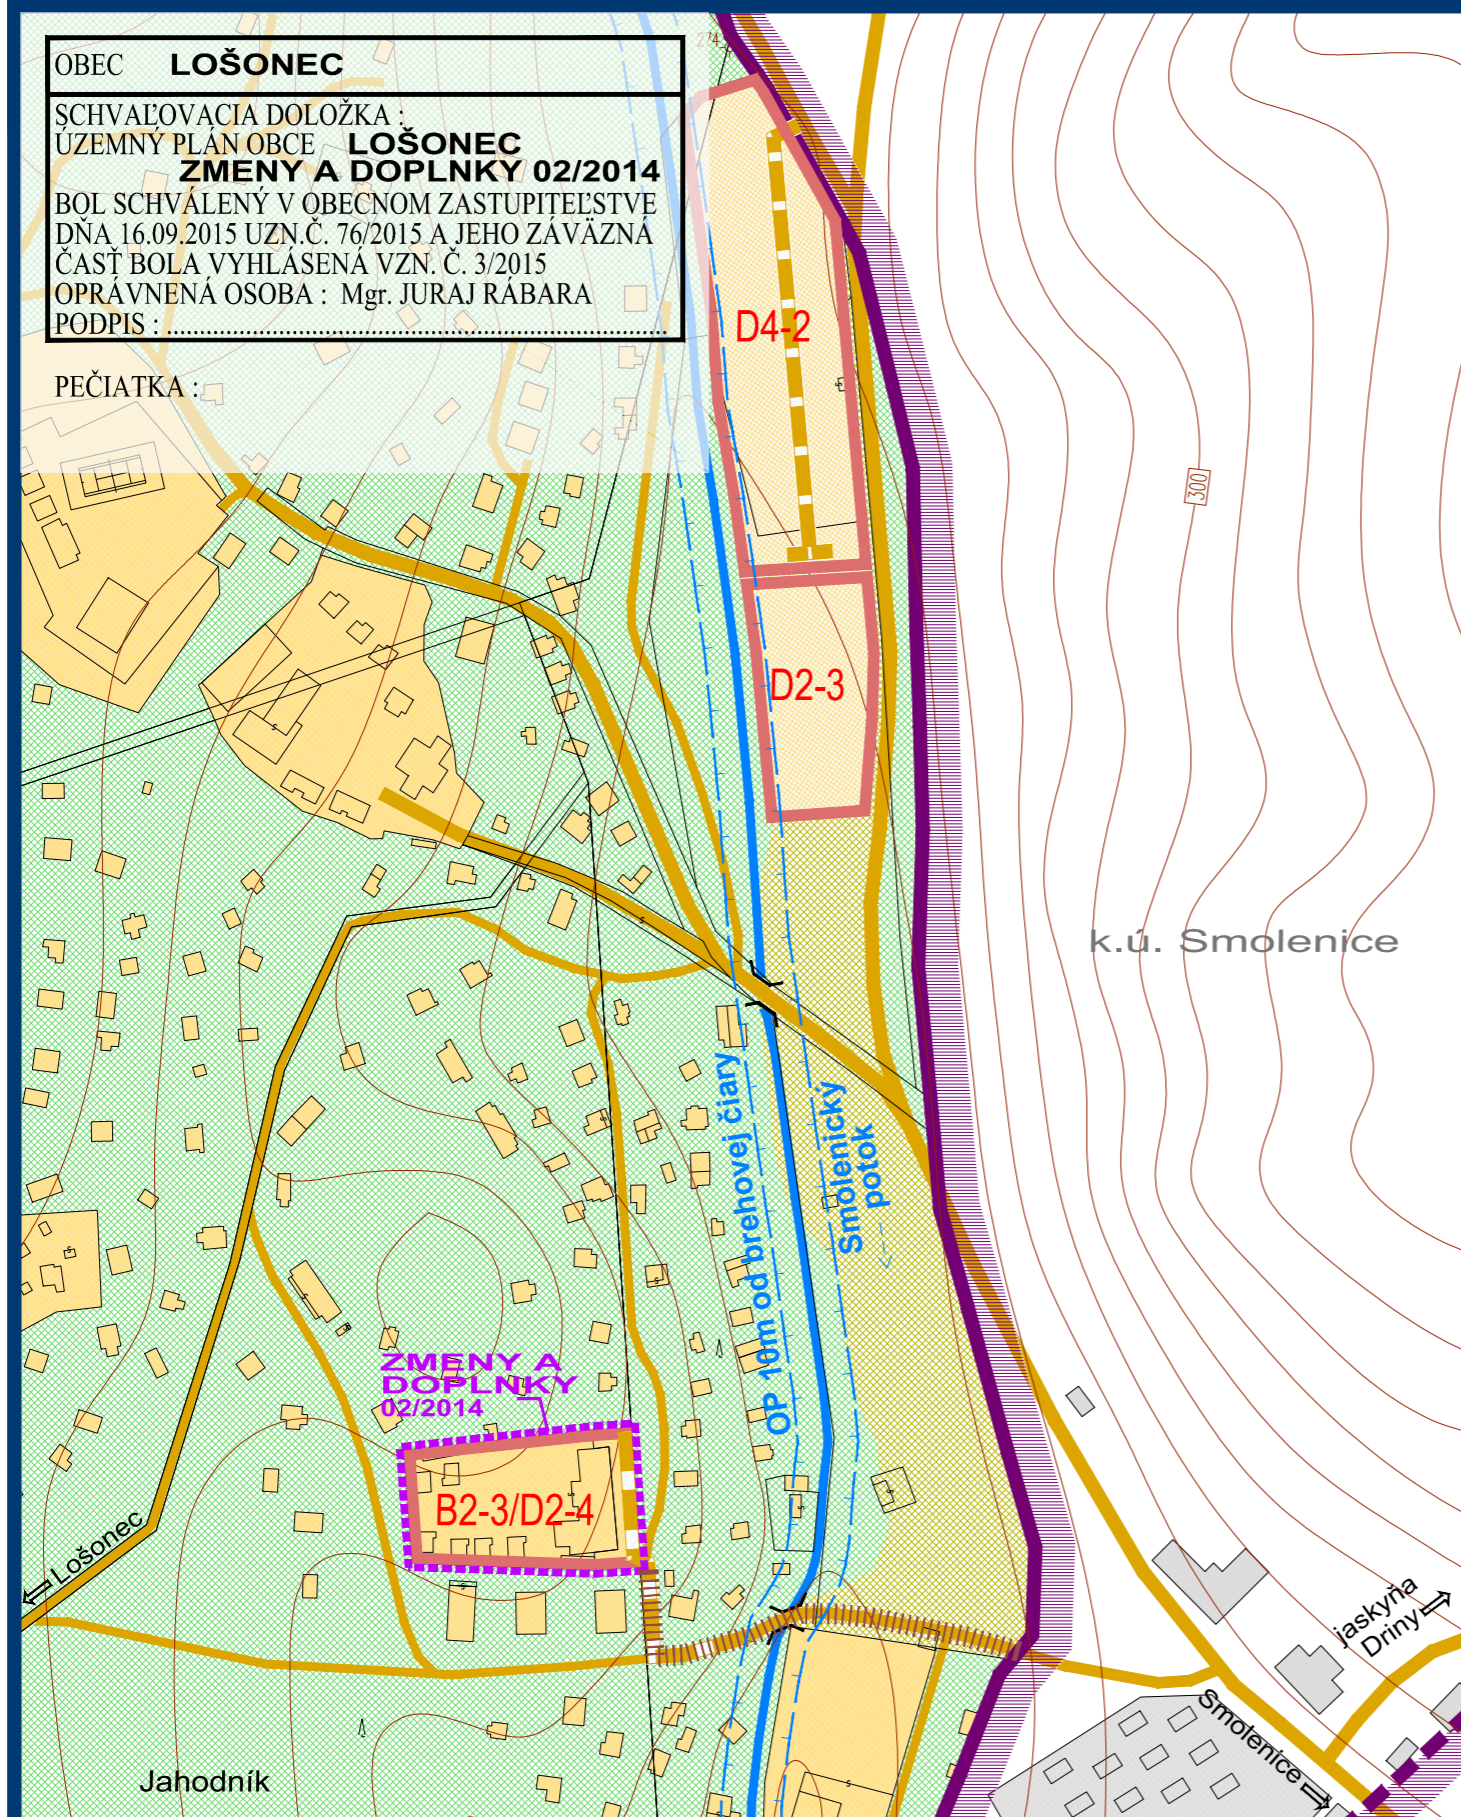 OBEC LOŠONEC
SCHVAĽOVACIA DOLOŽKA :
ÚZEMNÝ PLÁN OBCE LOŠONEC
ZMENY A DOPLNKY 02/2014
BOL SCHVÁLENÝ V OBECNOM ZASTUPITEĽSTVE
DŇA 16.09.2015 UZN.Č. 76/2015 A JEHO ZÁVÄZNÁ
ČASŤ BOLA VYHLÁSENÁ VZN. Č. 3/2015
OPRÁVNENÁ OSOBA : Mgr. JURAJ RÁBARA
PODPIS : ......................................................................
PEČIATKA :
274
D4-2
300
D2-3
k.ú. Smolenice
OP 10m od brehovej čiary
Smolenický
potok
ZMENY A
DOPLNKY
02/2014
B2-3/D2-4
Lošonec
jaskyňa
Driny
Smolenice
Jahodník